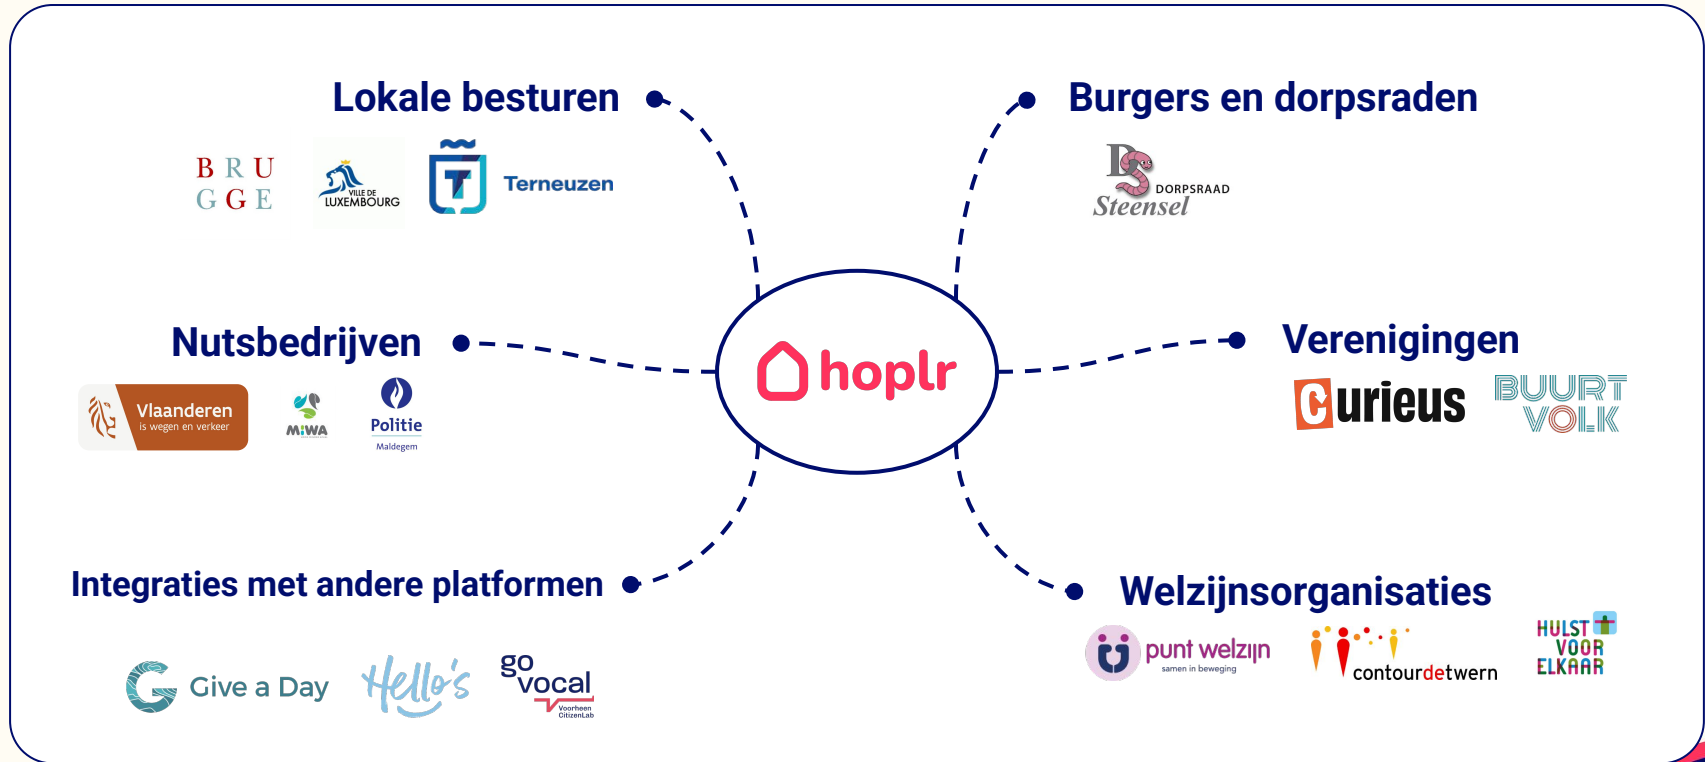 Lokale besturen
BRU
GGE
VILLE DE
LUXEMBOURG
T
Terneuzen
Burgers en dorpsraden
DS
DORPSRAAD
Steensel
Nutsbedrijven
Vlaanderen
is wegen en verkeer
MiWA
Politie
Maldegem
hoplr
Verenigingen
curieus
BUURT
VOLK
Integraties met andere platformen
G Give a Day
Hello's
go
vocal
Voorheen
CitizenLab
Welzijnsorganisaties
punt welzijn
samen in beweging
contourdetwern
HULST
VOOR
ELKAAR